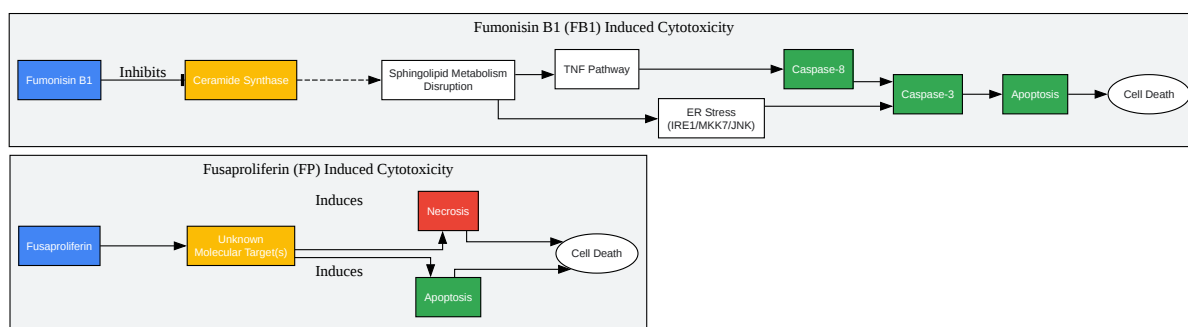 Fumonisin B1 (FB1) Induced Cytotoxicity
Fumonisin B1
Inhibits
Ceramide Synthase
Sphingolipid Metabolism
Disruption
TNF Pathway
ER Stress
(IRE1/MKK7/JNK)
Caspase-8
Caspase-3
Apoptosis
Cell Death
Fusaproliferin (FP) Induced Cytotoxicity
Fusaproliferin
Unknown
Molecular Target(s)
Induces
Induces
Necrosis
Apoptosis
Cell Death